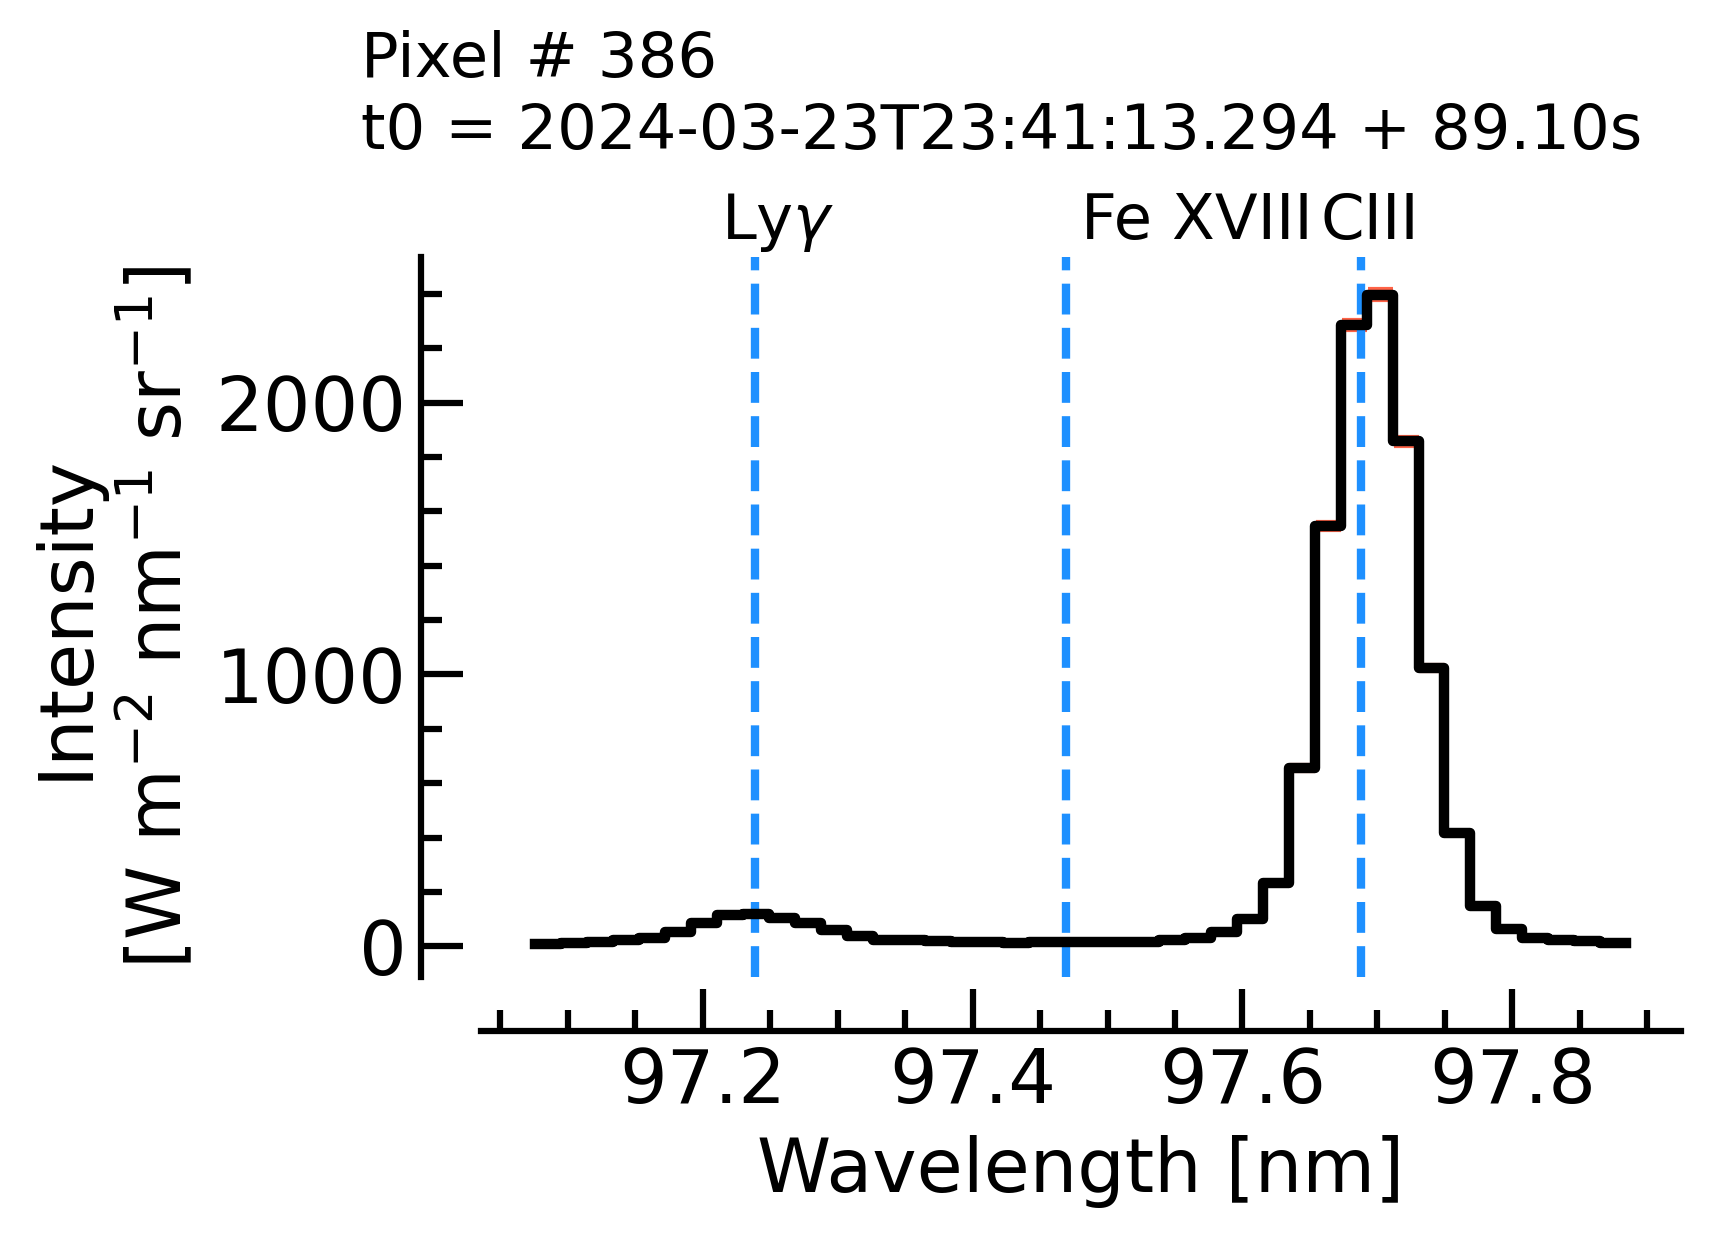 Pixel # 386
t0 = 2024-03-23T23:41:13.294 + 89.10s
Lyγ Fe XVIII CIII
Intensity
[W m⁻² nm⁻¹ sr⁻¹]
2000
1000
0
97.2 97.4 97.6 97.8
Wavelength [nm]